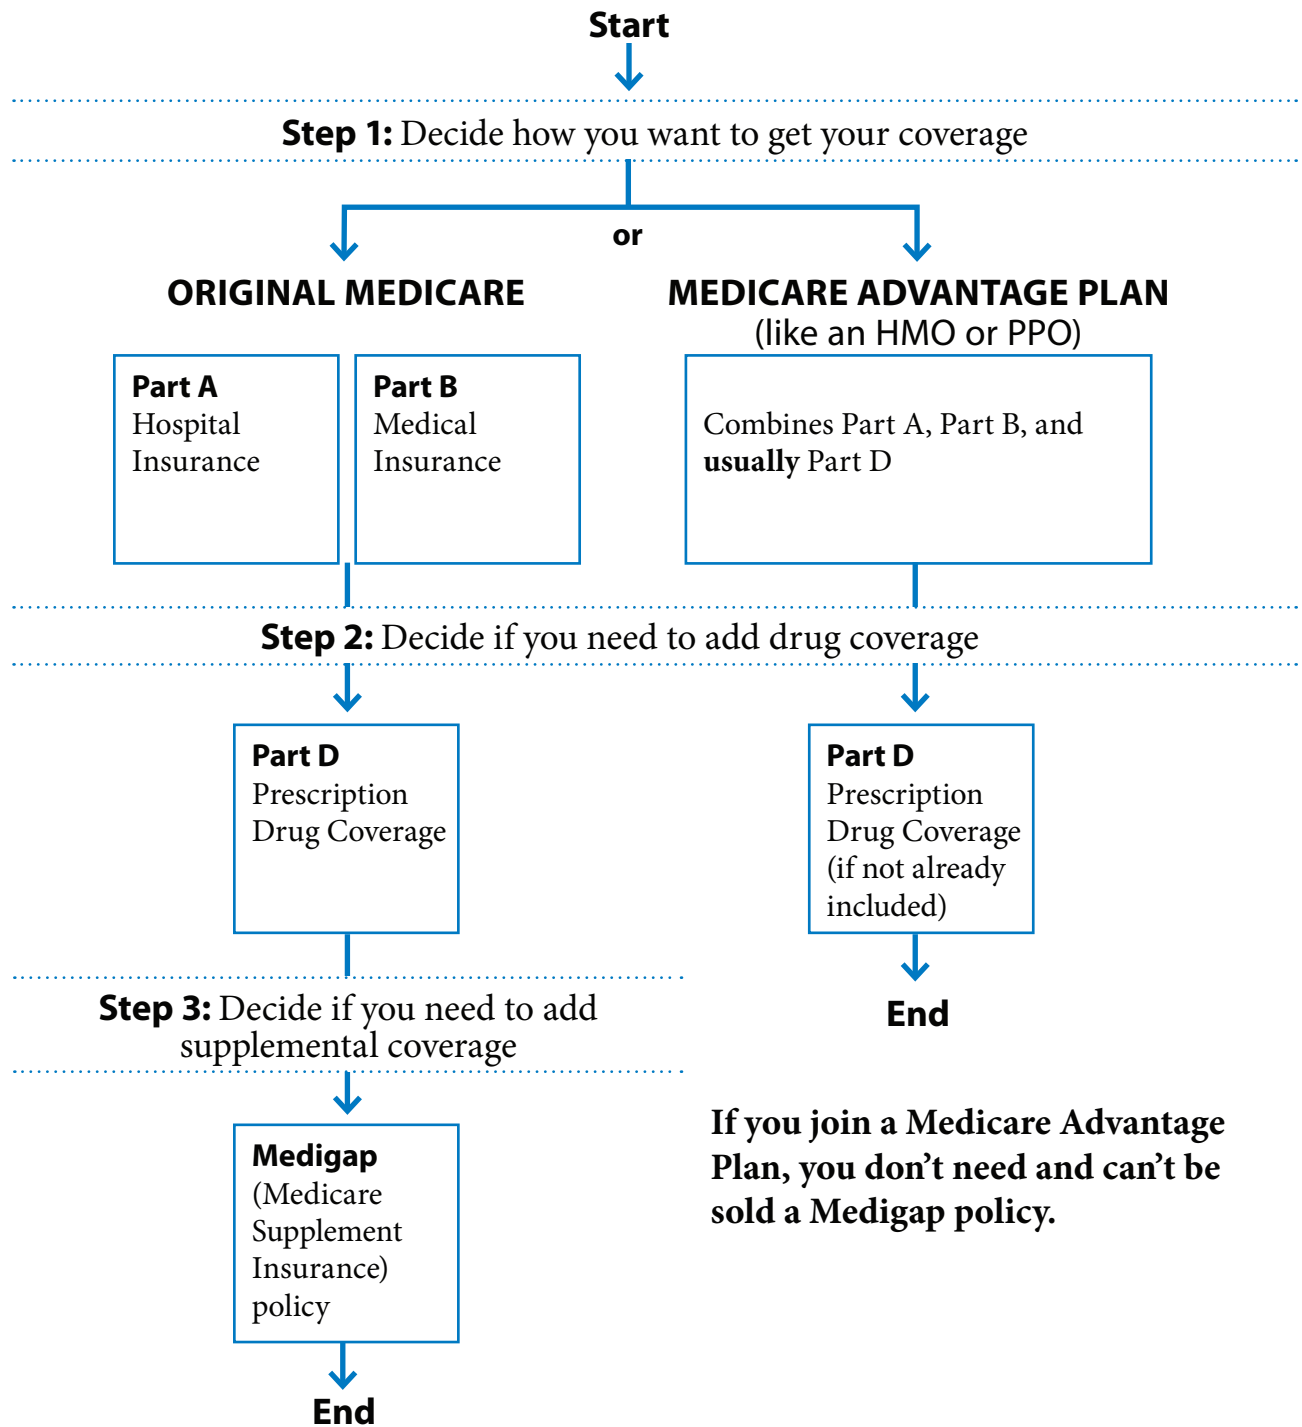 Start
Step 1: Decide how you want to get your coverage
or
ORIGINAL MEDICARE
MEDICARE ADVANTAGE PLAN
(like an HMO or PPO)
Part A
Hospital
Insurance
Part B
Medical
Insurance
Combines Part A, Part B, and
usually Part D
Step 2: Decide if you need to add drug coverage
Part D
Prescription
Drug Coverage
Part D
Prescription
Drug Coverage
(if not already
included)
Step 3: Decide if you need to add
supplemental coverage
End
Medigap
(Medicare
Supplement
Insurance)
policy
If you join a Medicare Advantage
Plan, you don’t need and can’t be
sold a Medigap policy.
End